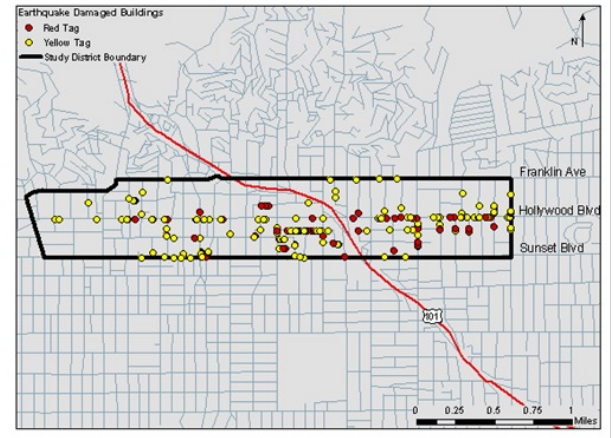 Earthquake Damaged Buildings
Red Tag
Yellow Tag
Study District Boundary
N
Franklin Ave
Hollywood Blvd
Sunset Blvd
101
0 0.25 0.5 0.75 1
Miles